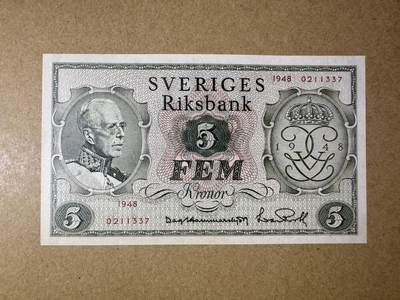 SVERIGES
1948 0211337
Riksbank
5
19 48
FEM
Kronor
1948
0211337
5
5